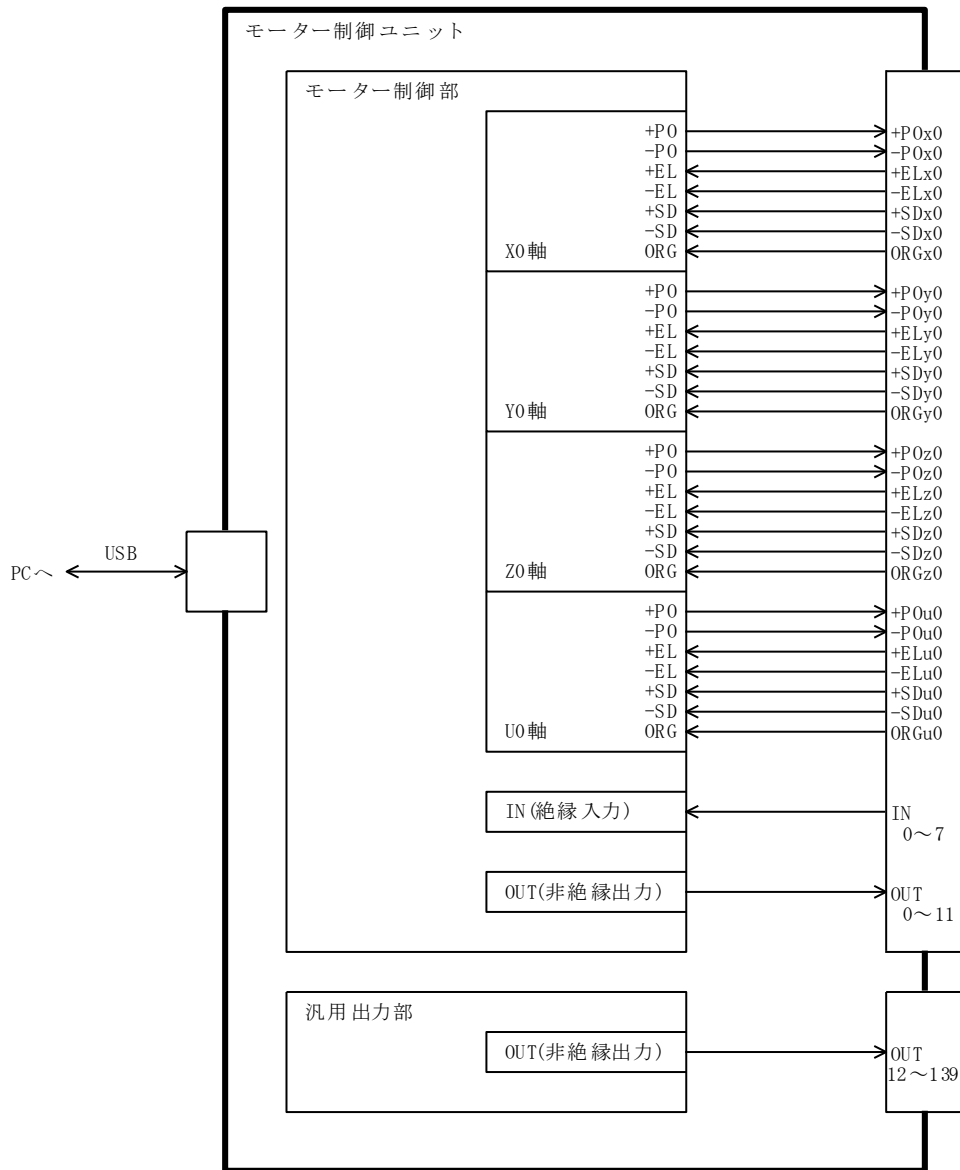 モーター制御ユニット
モーター制御部
+PO
-PO
+EL
-EL
+SD
-SD
X0軸 ORG
+POx0
-POx0
+ELx0
-ELx0
+SDx0
-SDx0
ORGx0
+PO
-PO
+EL
-EL
+SD
-SD
Y0軸 ORG
+POy0
-POy0
+ELy0
-ELy0
+SDy0
-SDy0
ORGy0
+PO
-PO
+EL
-EL
+SD
-SD
Z0軸 ORG
+POz0
-POz0
+ELz0
-ELz0
+SDz0
-SDz0
ORGz0
PCへ
USB
+PO
-PO
+EL
-EL
+SD
-SD
U0軸 ORG
+POu0
-POu0
+ELu0
-ELu0
+SDu0
-SDu0
ORGu0
IN(絶縁入力)
IN
0～7
OUT(非絶縁出力)
OUT
0～11
汎用出力部
OUT(非絶縁出力)
OUT
12～139